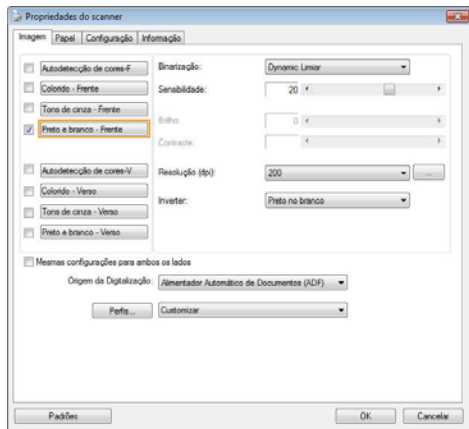 Propriedades do scanner
Imagem Papel Configuração Informação
Autodetecção de cores-F
Colorido - Frente
Tons de cinza - Frente
Preto e branco - Frente
Autodetecção de cores-V
Colorido - Verso
Tons de cinza - Verso
Preto e branco - Verso
Binarização: Dynamic Limiar
Sensibilidade: 20
Brilho: 0
Contraste:
Resolução (dpi): 200 ...
Inverter: Preto no branco
Mesmas configurações para ambos os lados
Origem da Digitalização: Alimentador Automático de Documentos (ADF)
Perfis... Customizar
Padrões OK Cancelar